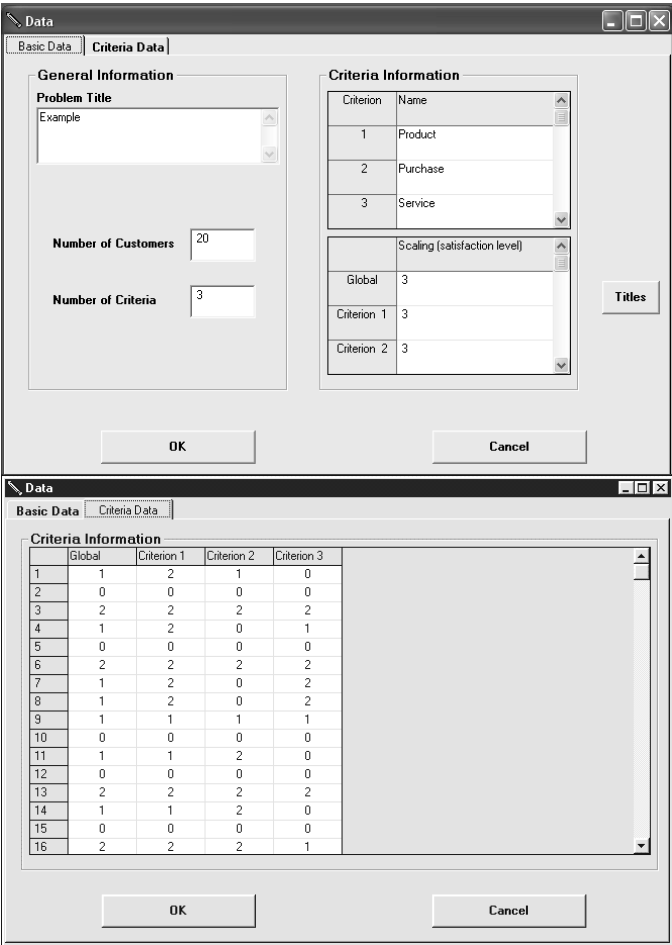 Data
Basic Data Criteria Data
General Information
Problem Title
Example
Number of Customers 20
Number of Criteria 3
Criteria Information
Criterion Name
1 Product
2 Purchase
3 Service
Scaling (satisfaction level)
Global 3
Criterion 1 3
Criterion 2 3
Titles
OK Cancel
Data
Basic Data Criteria Data
Criteria Information
Global Criterion 1 Criterion 2 Criterion 3
1 1 2 1 0
2 0 0 0 0
3 2 2 2 2
4 1 2 0 1
5 0 0 0 0
6 2 2 2 2
7 1 2 0 2
8 1 2 0 2
9 1 1 1 1
10 0 0 0 0
11 1 1 2 0
12 0 0 0 0
13 2 2 2 2
14 1 1 2 0
15 0 0 0 0
16 2 2 2 1
OK Cancel